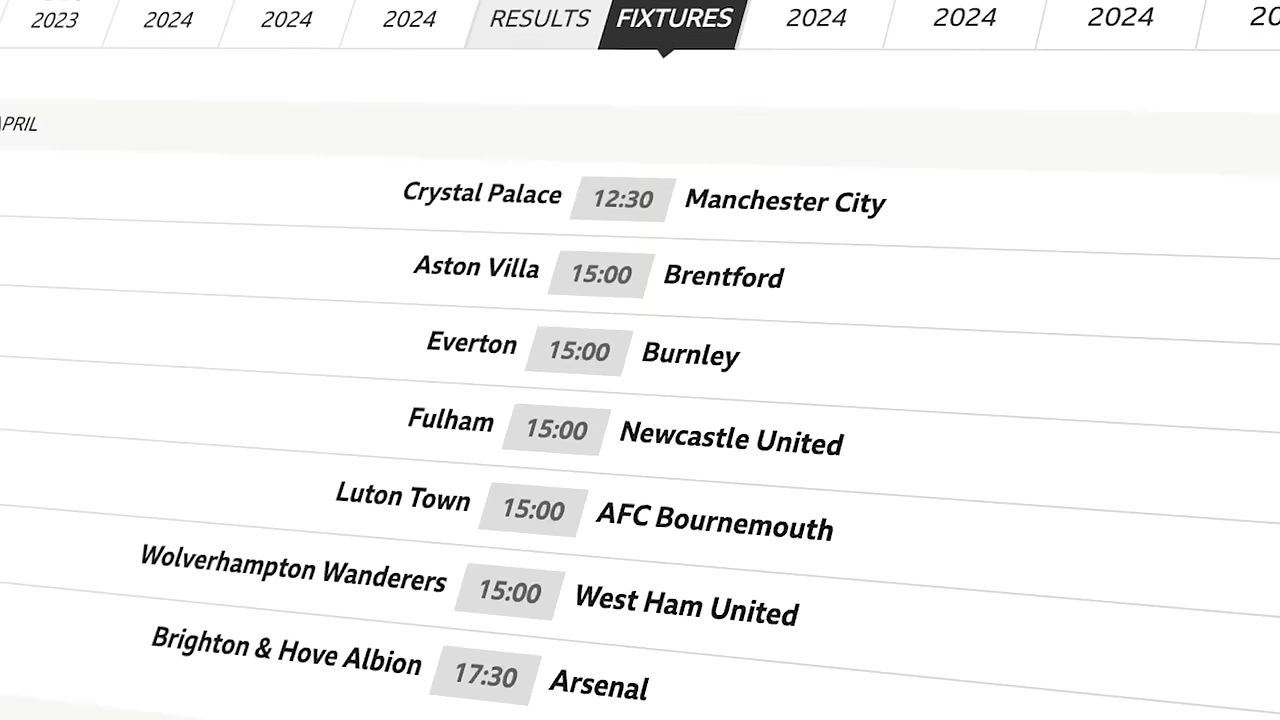 2023 2024 2024 2024 RESULTS FIXTURES 2024 2024 2024
APRIL
Crystal Palace 12:30 Manchester City
Aston Villa 15:00 Brentford
Everton 15:00 Burnley
Fulham 15:00 Newcastle United
Luton Town 15:00 AFC Bournemouth
Wolverhampton Wanderers 15:00 West Ham United
Brighton & Hove Albion 17:30 Arsenal